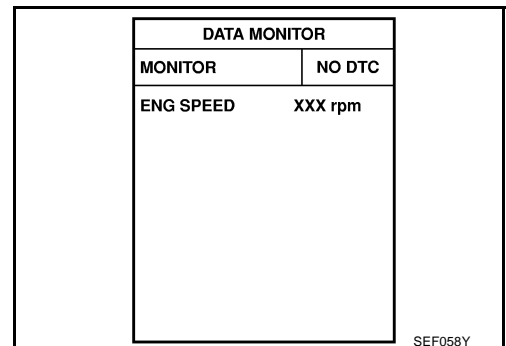 DATA MONITOR
MONITOR NO DTC
ENG SPEED XXX rpm
SEF058Y